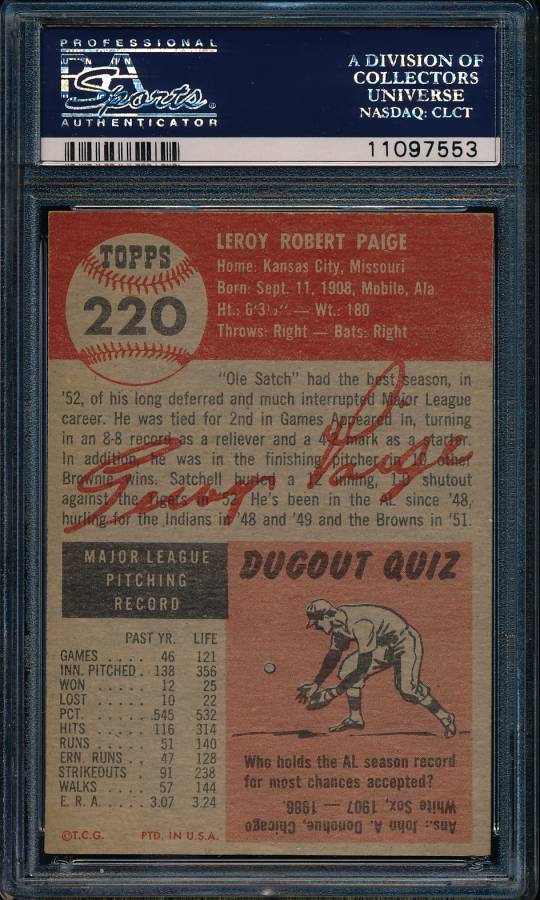 PROFESSIONAL
PSA
Sports
AUTHENTICATOR
A DIVISION OF
COLLECTORS
UNIVERSE
NASDAQ: CLCT
11097553
TOPPS
220
LEROY ROBERT PAIGE
Home: Kansas City, Missouri
Born: Sept. 11, 1908, Mobile, Ala.
Ht.: 6'3½" — Wt.: 180
Throws: Right — Bats: Right
"Ole Satch" had the best season, in
'52, of his long deferred and much interrupted Major League
career. He was tied for 2nd in Games Appeared In, turning
in an 8-8 record as a reliever and a 4-2 mark as a starter.
In addition, he was in the finishing pitcher in 10 other
Brownie wins. Satchell hurled a 12 inning, 1-0 shutout
against the Tigers in '52. He's been in the AL since '48,
hurling for the Indians in '48 and '49 and the Browns in '51.
MAJOR LEAGUE
PITCHING
RECORD
PAST YR. LIFE
GAMES .... 46 121
INN. PITCHED . 138 356
WON ..... 12 25
LOST ..... 10 22
PCT. ..... .545 532
HITS ..... 116 314
RUNS ..... 51 140
ERN. RUNS .. 47 128
STRIKEOUTS 91 238
WALKS .... 57 144
E. R. A. .... 3.07 3.24
©T.C.G. PTD. IN U.S.A.
DUGOUT QUIZ
Who holds the AL season record
for most chances accepted?
Ans.: John A. Donohue, Chicago
White Sox, 1907 — 1986.